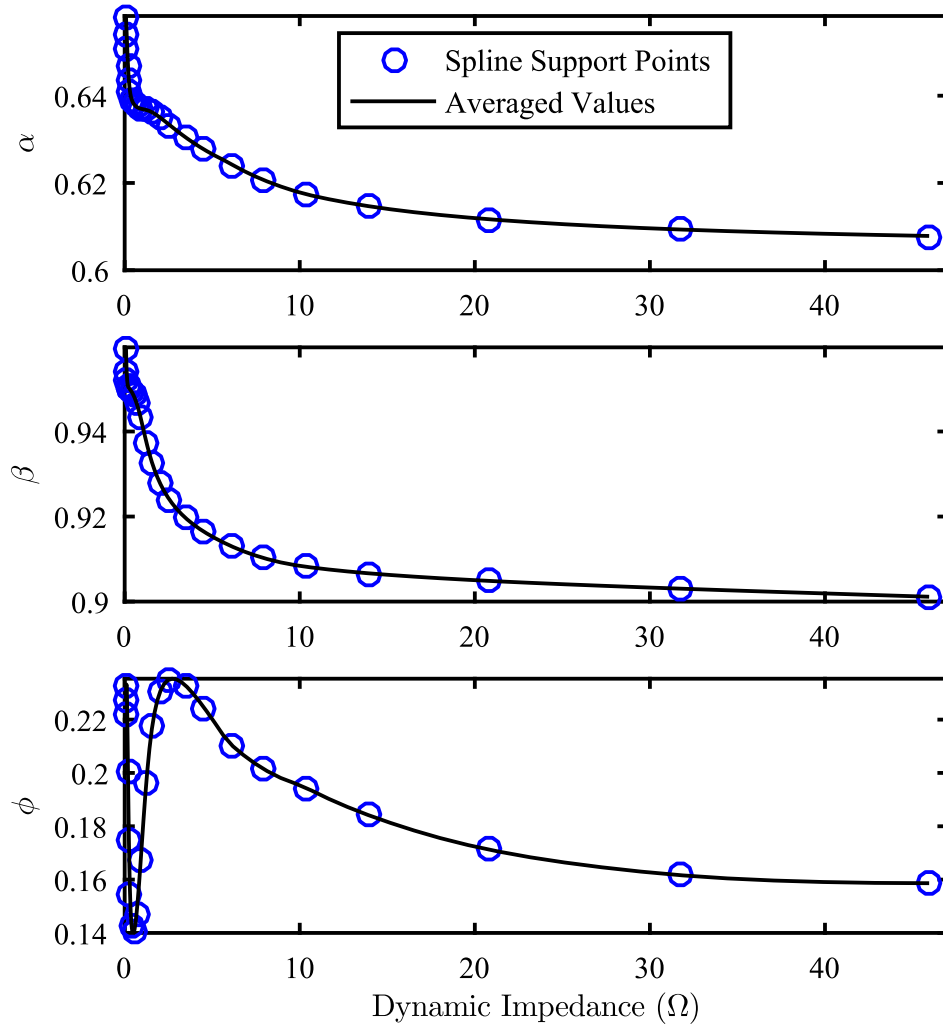 Spline Support Points
Averaged Values
0.64
0.62
0.6
α
0 10 20 30 40
0.94
0.92
0.9
β
0 10 20 30 40
0.22
0.2
0.18
0.16
0.14
ϕ
0 10 20 30 40
Dynamic Impedance (Ω)